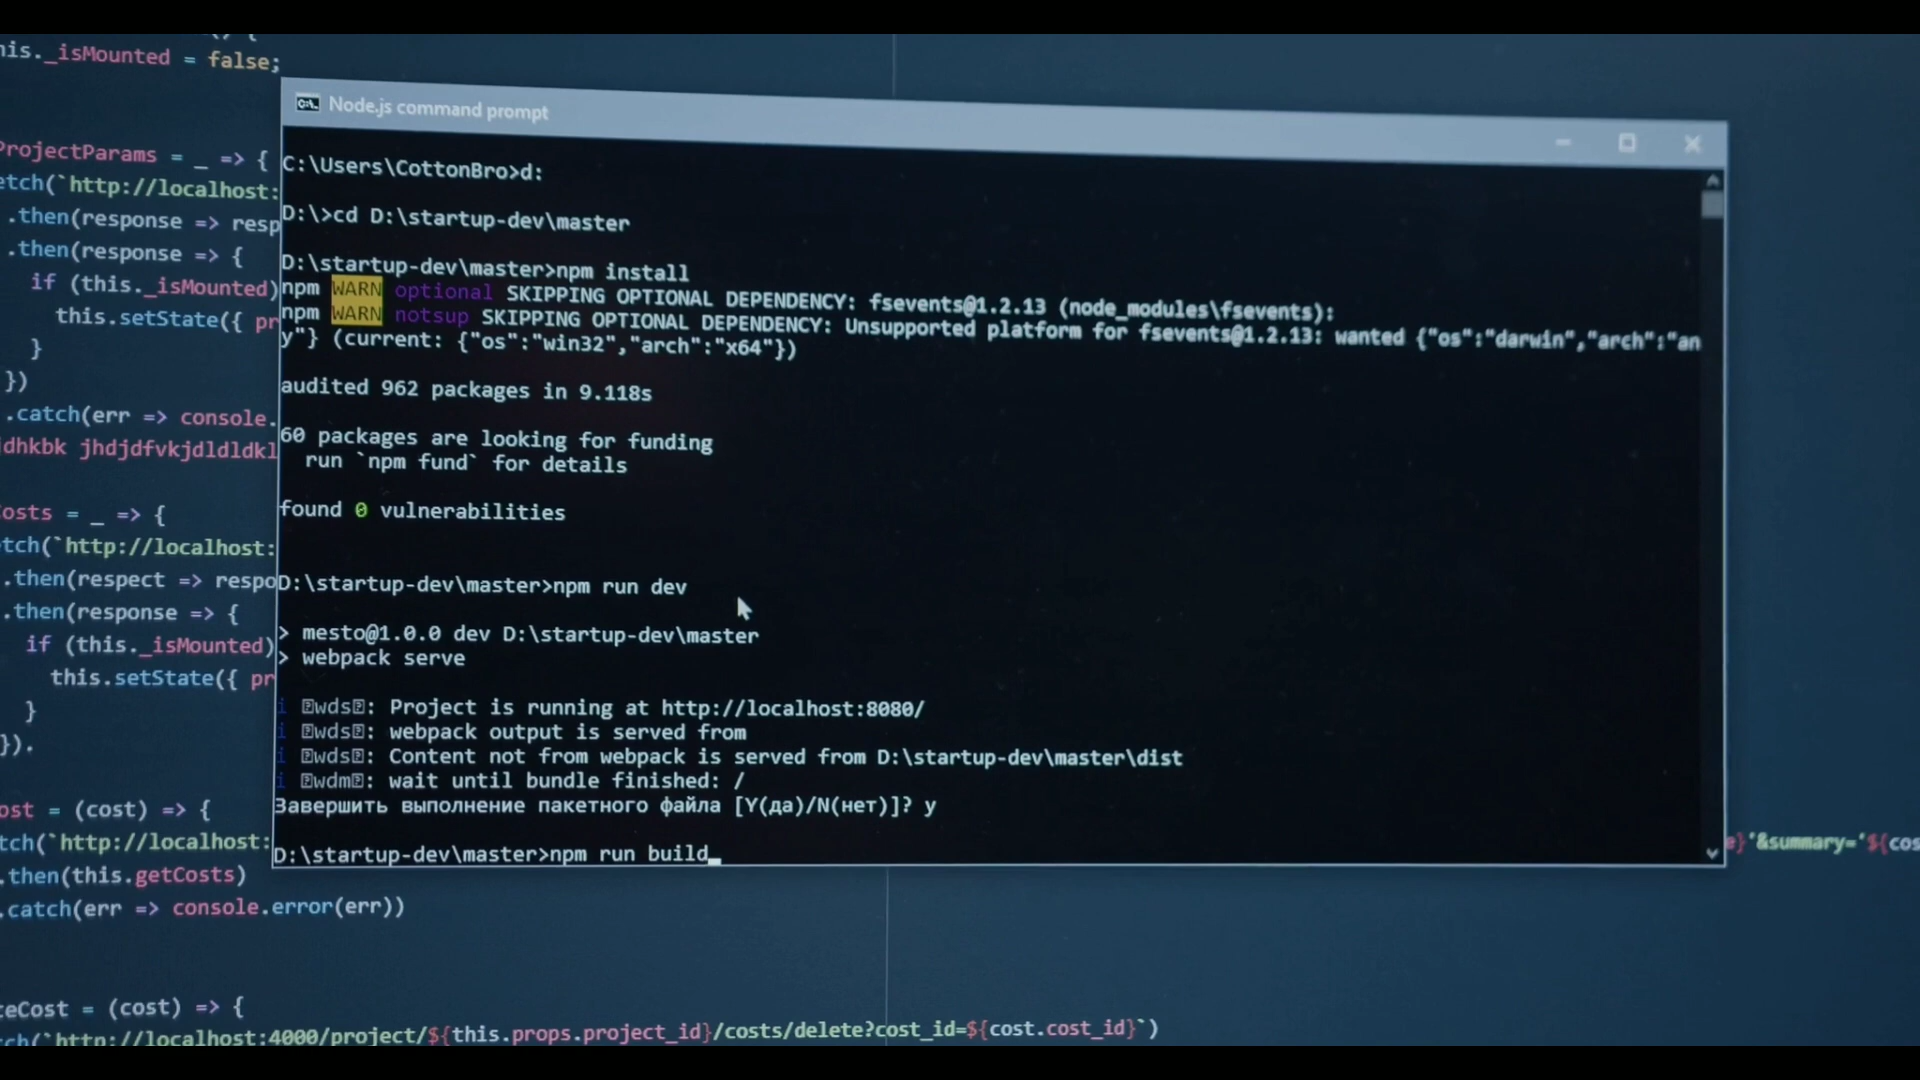 his._isMounted = false;
ProjectParams = _ => {
etch(`http://localhost:
.then(response => resp
.then(response => {
if (this._isMounted)
this.setState({ pr
}
})
.catch(err => console.
dhkbk jhdjdfvkjdldldkl
Costs = _ => {
etch(`http://localhost:
.then(respect => respo
.then(response => {
if (this._isMounted)
this.setState({ pr
}
}).
ost = (cost) => {
tch(`http://localhost:
.then(this.getCosts)
.catch(err => console.error(err))
teCost = (cost) => {
tch(`http://localhost:4000/project/${this.props.project_id}/costs/delete?cost_id=${cost.cost_id}`)
Node.js command prompt
C:\Users\CottonBro>d:
D:\>cd D:\startup-dev\master
D:\startup-dev\master>npm install
npm WARN optional SKIPPING OPTIONAL DEPENDENCY: fsevents@1.2.13 (node_modules\fsevents):
npm WARN notsup SKIPPING OPTIONAL DEPENDENCY: Unsupported platform for fsevents@1.2.13: wanted {"os":"darwin","arch":"an
y"} (current: {"os":"win32","arch":"x64"})
audited 962 packages in 9.118s
60 packages are looking for funding
run `npm fund` for details
found 0 vulnerabilities
D:\startup-dev\master>npm run dev
> mesto@1.0.0 dev D:\startup-dev\master
> webpack serve
i ｢wds｣: Project is running at http://localhost:8080/
i ｢wds｣: webpack output is served from
i ｢wds｣: Content not from webpack is served from D:\startup-dev\master\dist
i ｢wdm｣: wait until bundle finished: /
Завершить выполнение пакетного файла [Y(да)/N(нет)]? y
D:\startup-dev\master>npm run build_
e}'&summary='${cos